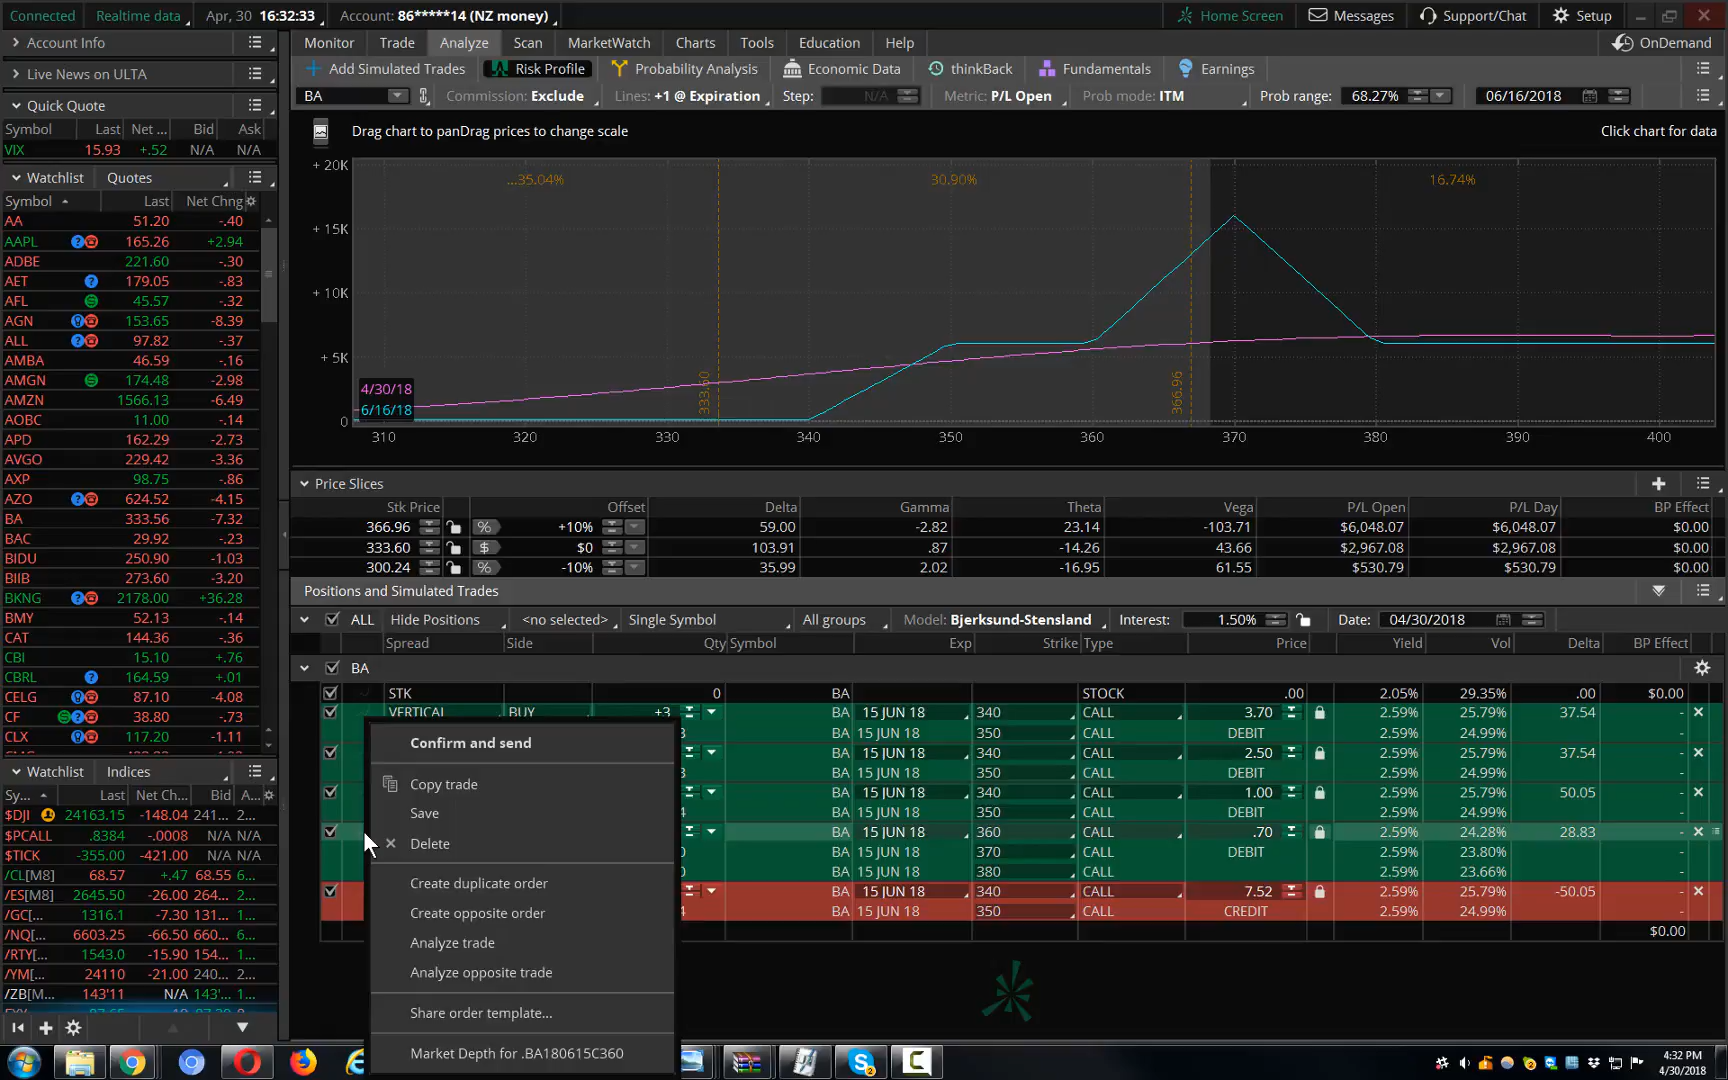 Connected Realtime data Apr, 30 16:32:33 Account: 86*****14 (NZ money) Home Screen Messages Support/Chat Setup
Account Info
Live News on ULTA
Quick Quote
Symbol Last Net ... Bid Ask
VIX 15.93 +.52 N/A N/A
Watchlist Quotes
Symbol Last Net Chng
AA 51.20 -.40
AAPL 165.26 +2.94
ADBE 221.60 -.30
AET 179.05 -.83
AFL 45.57 -.32
AGN 153.65 -8.39
ALL 97.82 -.37
AMBA 46.59 -.16
AMGN 174.48 -2.98
AMZN 1566.13 -6.49
AOBC 11.00 -.14
APD 162.29 -2.73
AVGO 229.42 -3.36
AXP 98.75 -.86
AZO 624.52 -4.15
BA 333.56 -7.32
BAC 29.92 -.23
BIDU 250.90 -1.03
BIIB 273.60 -3.20
BKNG 2178.00 +36.28
BMY 52.13 -.14
CAT 144.36 -.36
CBI 15.10 +.76
CBRL 164.59 +.01
CELG 87.10 -4.08
CF 38.80 -.73
CLX 117.20 -1.11
Watchlist Indices
Sy... Last Net Ch... Bid A...
$DJI 24163.15 -148.04 241... 2...
$PCALL .8384 -.0008 N/A N/A
$TICK -355.00 -421.00 N/A N/A
/CL[M8] 68.57 +.47 68.55 6...
/ES[M8] 2645.50 -10.00 264... 2...
/GC[... 1316.1 -7.30 131... 1...
/NQ[... 6603.25 -66.50 660... 6...
/RTY[... 1543.0 -15.90 154... 1...
/YM[... 24110 -21.00 240... 2...
/ZB[M... 143'11 N/A 143'... 1...
Monitor Trade Analyze Scan MarketWatch Charts Tools Education Help OnDemand
Add Simulated Trades Risk Profile Probability Analysis Economic Data thinkBack Fundamentals Earnings
BA Commission: Exclude Lines: +1 @ Expiration Step: N/A Metric: P/L Open Prob mode: ITM Prob range: 68.27% 06/16/2018
Drag chart to panDrag prices to change scale Click chart for data
+ 20K ...35.04% 30.90% 16.74%
+ 15K
+ 10K
+ 5K
4/30/18 333.60 366.96
6/16/18
0
310 320 330 340 350 360 370 380 390 400
Price Slices
Stk Price Offset Delta Gamma Theta Vega P/L Open P/L Day BP Effect
366.96 % +10% 59.00 -2.82 23.14 -103.71 $6,048.07 $6,048.07 $0.00
333.60 $ $0 103.91 .87 -14.26 43.66 $2,967.08 $2,967.08 $0.00
300.24 % -10% 35.99 2.02 -16.95 61.55 $530.79 $530.79 $0.00
Positions and Simulated Trades
ALL Hide Positions <no selected> Single Symbol All groups Model: Bjerksund-Stensland Interest: 1.50% Date: 04/30/2018
Spread Side Qty Symbol Exp Strike Type Price Yield Vol Delta BP Effect
BA
STK 0 BA STOCK .00 2.05% 29.35% .00 $0.00
VERTICAL BUY +3 BA 15 JUN 18 340 CALL 3.70 2.59% 25.79% 37.54 -
BA 15 JUN 18 350 CALL DEBIT 2.59% 24.99% -
BA 15 JUN 18 340 CALL 2.50 2.59% 25.79% 37.54 -
BA 15 JUN 18 350 CALL DEBIT 2.59% 24.99% -
BA 15 JUN 18 340 CALL 1.00 2.59% 25.79% 50.05 -
BA 15 JUN 18 350 CALL DEBIT 2.59% 24.99% -
BA 15 JUN 18 360 CALL .70 2.59% 24.28% 28.83 -
BA 15 JUN 18 370 CALL DEBIT 2.59% 23.80% -
BA 15 JUN 18 380 CALL 2.59% 23.66% -
BA 15 JUN 18 340 CALL 7.52 2.59% 25.79% -50.05 -
BA 15 JUN 18 350 CALL CREDIT 2.59% 24.99% -
$0.00
Confirm and send
Copy trade
Save
Delete
Create duplicate order
Create opposite order
Analyze trade
Analyze opposite trade
Share order template...
Market Depth for .BA180615C360
4:32 PM
4/30/2018